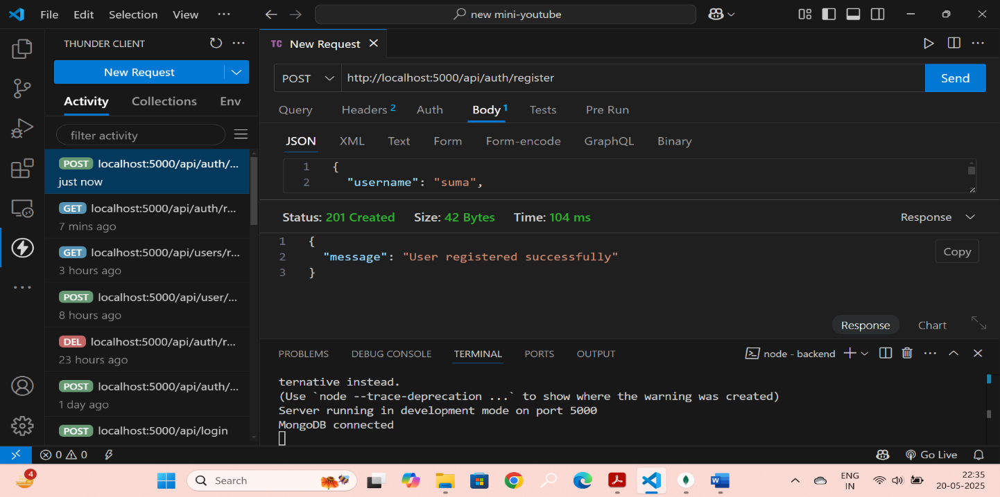 File Edit Selection View ···
new mini-youtube
THUNDER CLIENT
New Request
Activity Collections Env
filter activity
POST localhost:5000/api/auth/...
just now
GET localhost:5000/api/auth/r...
7 mins ago
GET localhost:5000/api/users/r...
3 hours ago
POST localhost:5000/api/user/...
8 hours ago
DEL localhost:5000/api/auth/r...
23 hours ago
POST localhost:5000/api/auth/...
1 day ago
POST localhost:5000/api/login
TC New Request
POST http://localhost:5000/api/auth/register Send
Query Headers 2 Auth Body 1 Tests Pre Run
JSON XML Text Form Form-encode GraphQL Binary
1 {
2 "username": "suma",
Status: 201 Created Size: 42 Bytes Time: 104 ms Response
1 {
2 "message": "User registered successfully"
3 }
Copy
Response Chart
PROBLEMS DEBUG CONSOLE TERMINAL PORTS OUTPUT node - backend
ternative instead.
(Use `node --trace-deprecation ...` to show where the warning was created)
Server running in development mode on port 5000
MongoDB connected
0 0 Go Live
4 Search ENG IN 22:35
20-05-2025